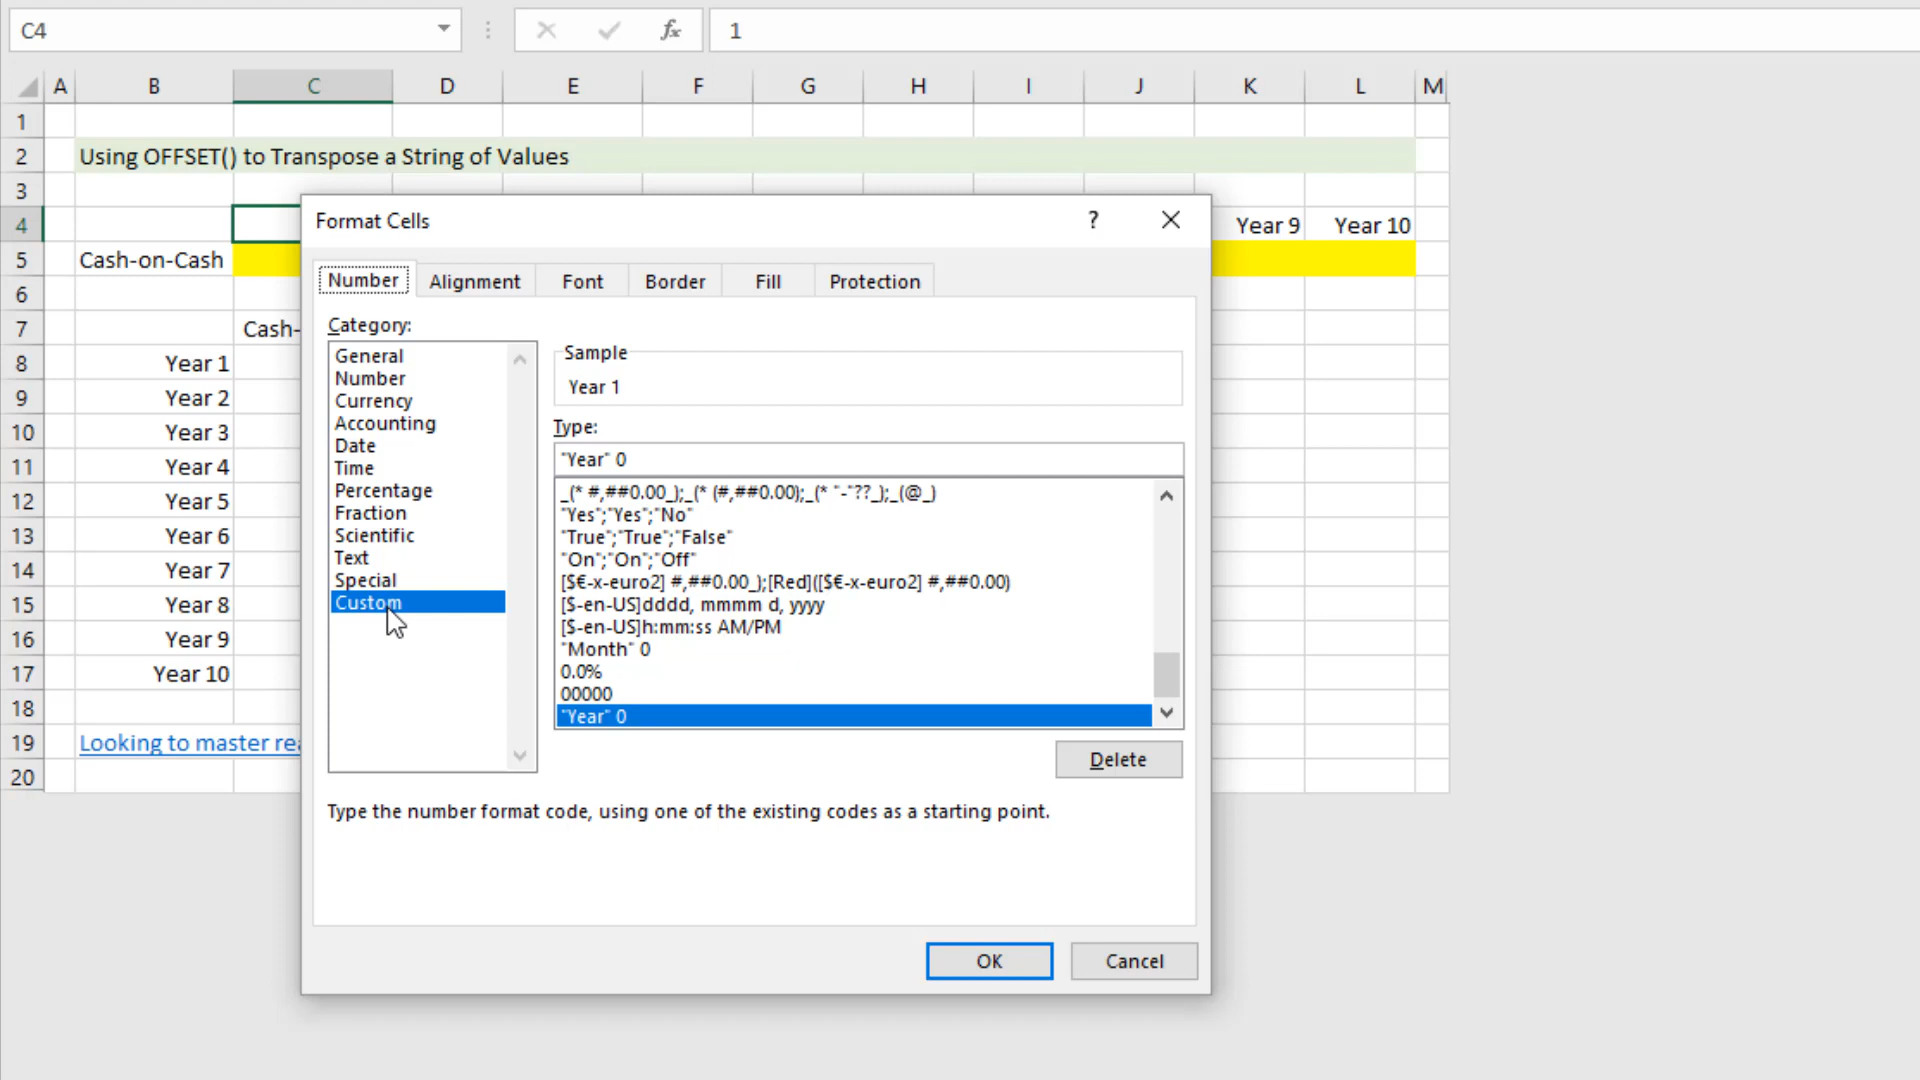 C4
fx
1
A B C D E F G H I J K L M
1
2 Using OFFSET() to Transpose a String of Values
3
4 Year 9 Year 10
5 Cash-on-Cash
6
7 Cash-
8 Year 1
9 Year 2
10 Year 3
11 Year 4
12 Year 5
13 Year 6
14 Year 7
15 Year 8
16 Year 9
17 Year 10
18
19 Looking to master rea
20
Format Cells
?
Number Alignment Font Border Fill Protection
Category:
General
Number
Currency
Accounting
Date
Time
Percentage
Fraction
Scientific
Text
Special
Custom
Sample
Year 1
Type:
"Year" 0
_(* #,##0.00_);_(* (#,##0.00);_(* "-"??_);_(@_)
"Yes";"Yes";"No"
"True";"True";"False"
"On";"On";"Off"
[$€-x-euro2] #,##0.00_);[Red]([$€-x-euro2] #,##0.00)
[$-en-US]dddd, mmmm d, yyyy
[$-en-US]h:mm:ss AM/PM
"Month" 0
0.0%
00000
"Year" 0
Delete
Type the number format code, using one of the existing codes as a starting point.
OK Cancel